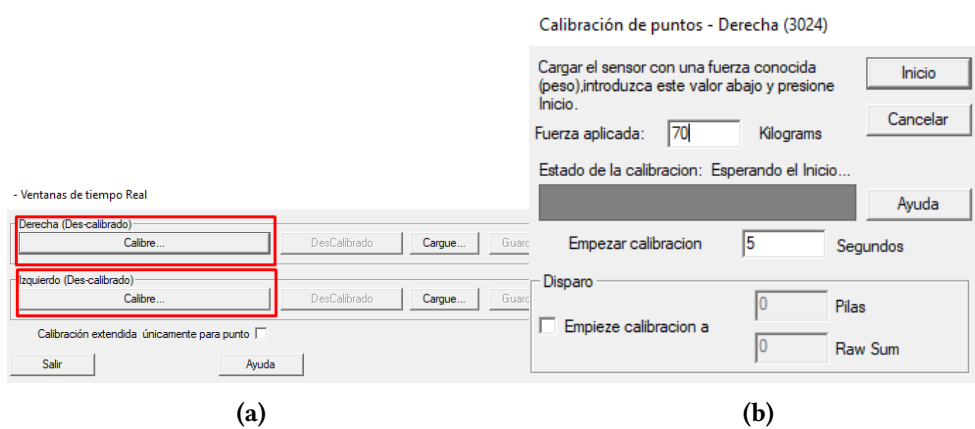 - Ventanas de tiempo Real
Derecha (Des-calibrado)
Calibre...
DesCalibrado
Cargue...
Izquierdo (Des-calibrado)
Calibre...
DesCalibrado
Cargue...
Calibración extendida únicamente para punto
Salir
Ayuda
(a)
Calibración de puntos - Derecha (3024)
Cargar el sensor con una fuerza conocida
(peso),introduzca este valor abajo y presione
Inicio.
Inicio
Cancelar
Fuerza aplicada: 70 Kilograms
Estado de la calibracion: Esperando el Inicio...
Ayuda
Empezar calibracion 5 Segundos
Disparo
Empieze calibracion a
0 Pilas
0 Raw Sum
(b)